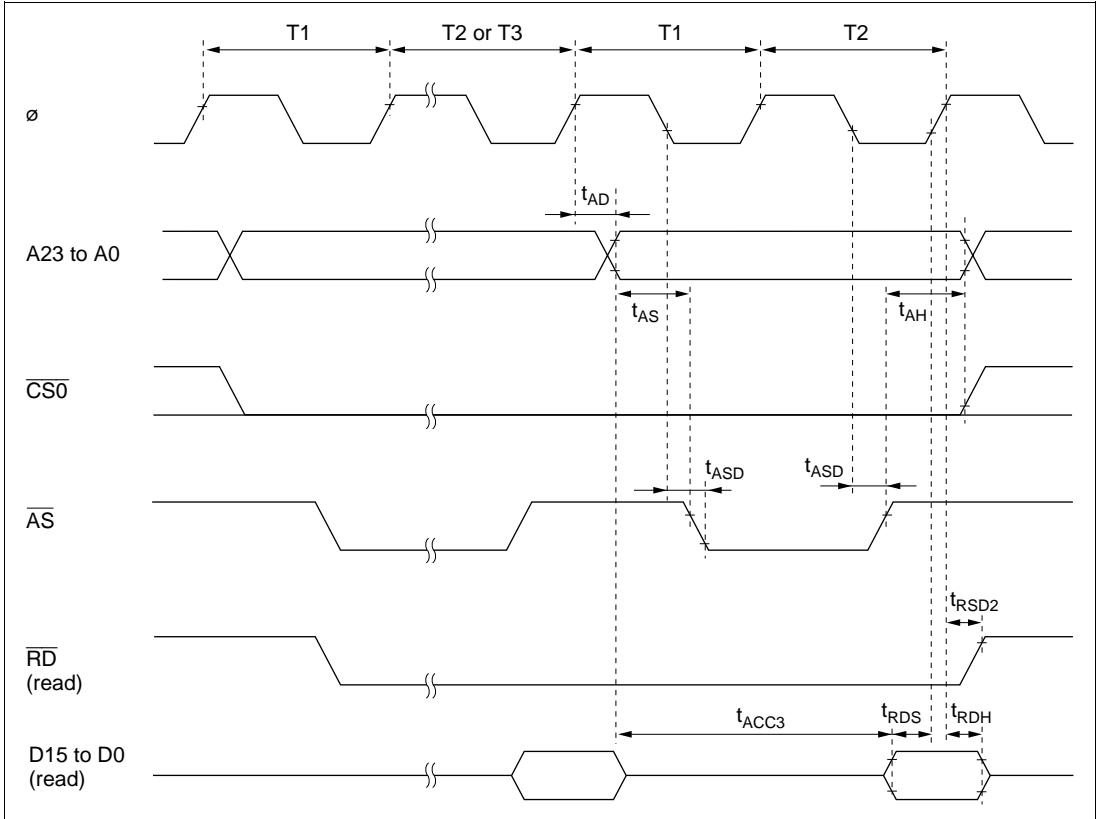 T1 T2 or T3 T1 T2
ø
tAD
A23 to A0
tAS tAH
CS0
tASD tASD
AS
tRSD2
RD
(read)
tACC3 tRDS tRDH
D15 to D0
(read)